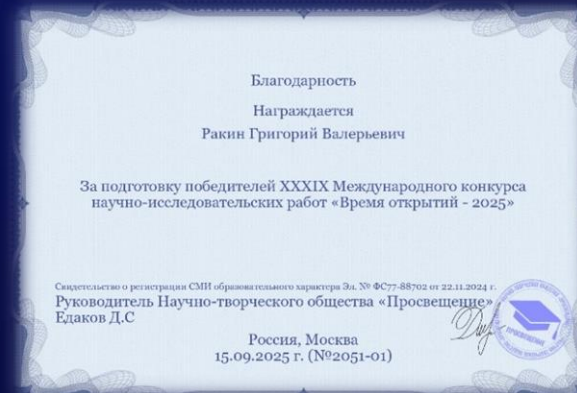 Благодарность
Награждается
Ракин Григорий Валерьевич
За подготовку победителей XXXIX Международного конкурса
научно-исследовательских работ «Время открытий - 2025»
Свидетельство о регистрации СМИ образовательного характера Эл. № ФС77-88702 от 22.11.2024 г.
Руководитель Научно-творческого общества «Просвещение»
Едаков Д.С
Россия, Москва
15.09.2025 г. (№2051-01)
ПРОСВЕЩЕНИЕ